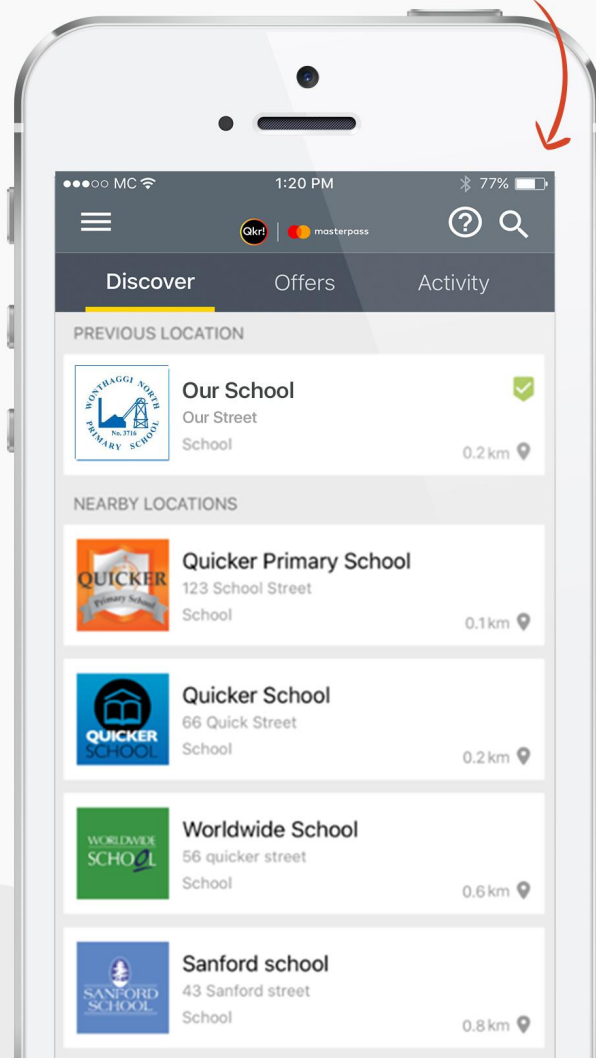 MC 1:20 PM 77%
Qkr! masterpass
Discover Offers Activity
PREVIOUS LOCATION
WONTHAGGI NORTH
No. 3716
PRIMARY SCHOOL
Our School
Our Street
School
0.2 km
NEARBY LOCATIONS
QUICKER
Primary School
Quicker Primary School
123 School Street
School
0.1 km
QUICKER
SCHOOL
Quicker School
66 Quick Street
School
0.2 km
WORLDWIDE
SCHOOL
Worldwide School
56 quicker street
School
0.6 km
SANFORD
SCHOOL
Sanford school
43 Sanford street
School
0.8 km